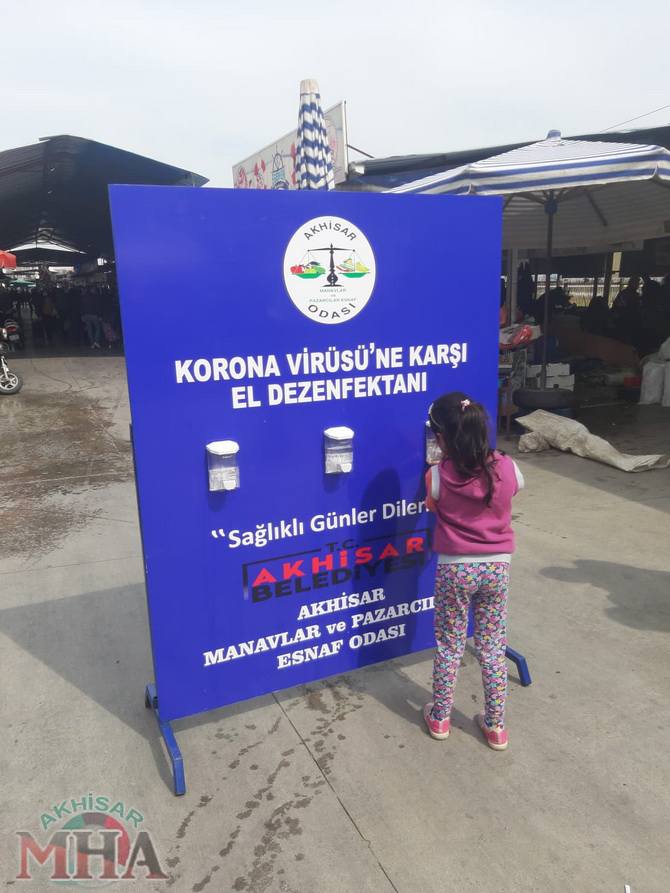 AKHİSAR
MANAVLAR
ve
PAZARCILAR ESNAF
ODASI
KORONA VİRÜSÜ'NE KARŞI
EL DEZENFEKTANI
"Sağlıklı Günler Diler
T.C.
AKHİSAR
BELEDİYESİ
AKHİSAR
MANAVLAR ve PAZARCI
ESNAF ODASI
AKHİSAR
MHA